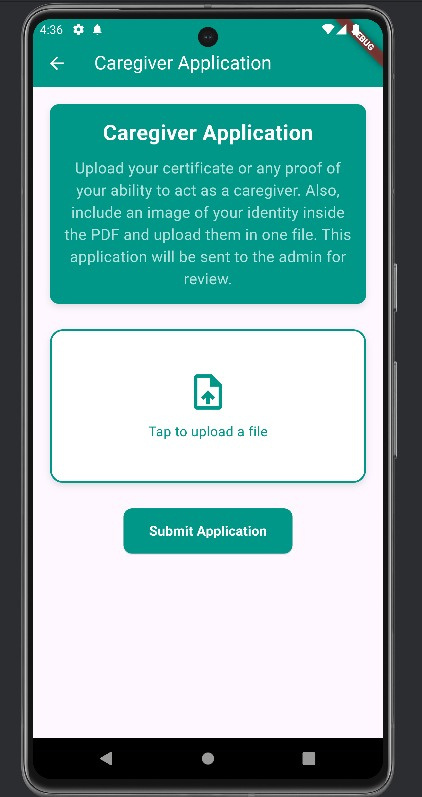 4:36
DEBUG
Caregiver Application
Caregiver Application
Upload your certificate or any proof of
your ability to act as a caregiver. Also,
include an image of your identity inside
the PDF and upload them in one file. This
application will be sent to the admin for
review.
Tap to upload a file
Submit Application